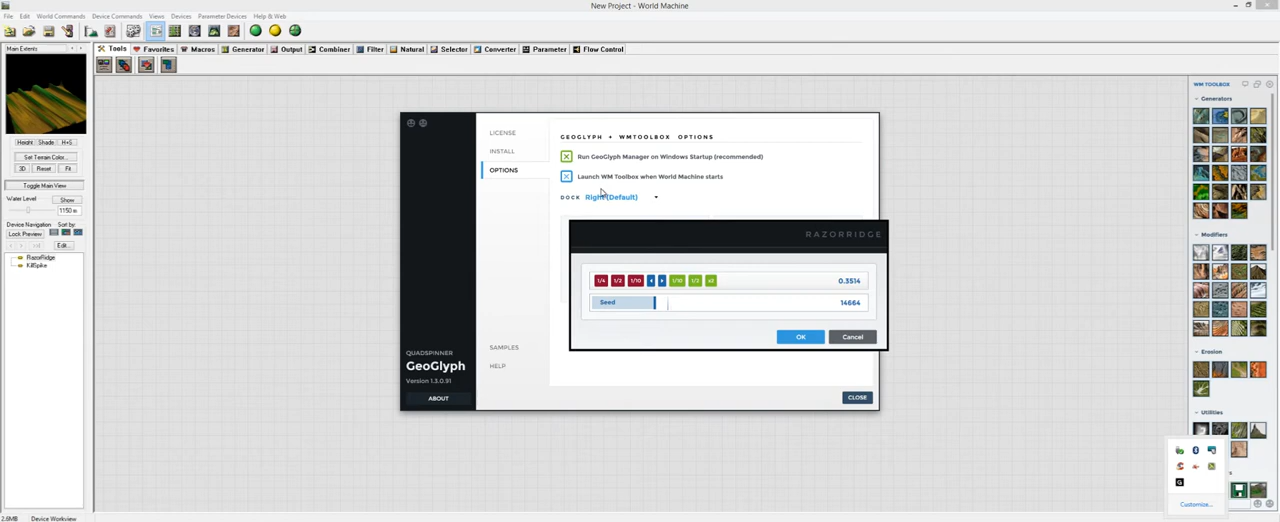 New Project - World Machine
File Edit World Commands Device Commands Views Devices Parameter Devices Help & Web
Main Extents
Tools Favorites Macros Generator Output Combiner Filter Natural Selector Converter Parameter Flow Control
Height Shade H+S
Set Terrain Color...
3D Reset Fit
Toggle Main View
Water Level Show
1150 m
Device Navigation Sort by:
Lock Preview
Edit...
RazorRidge
KillSpike
LICENSE
INSTALL
OPTIONS
SAMPLES
HELP
QUADSPINNER
GeoGlyph
Version 1.3.0.91
ABOUT
GEOGLYPH + WMTOOLBOX OPTIONS
Run GeoGlyph Manager on Windows Startup (recommended)
Launch WM Toolbox when World Machine starts
DOCK Right (Default)
RAZORRIDGE
1/4 1/2 1/10 1/10 1/2 x2 0.3514
Seed 14664
OK Cancel
CLOSE
WM TOOLBOX
Generators
Modifiers
Erosion
Utilities
Customize...
2.6MB Device Workview